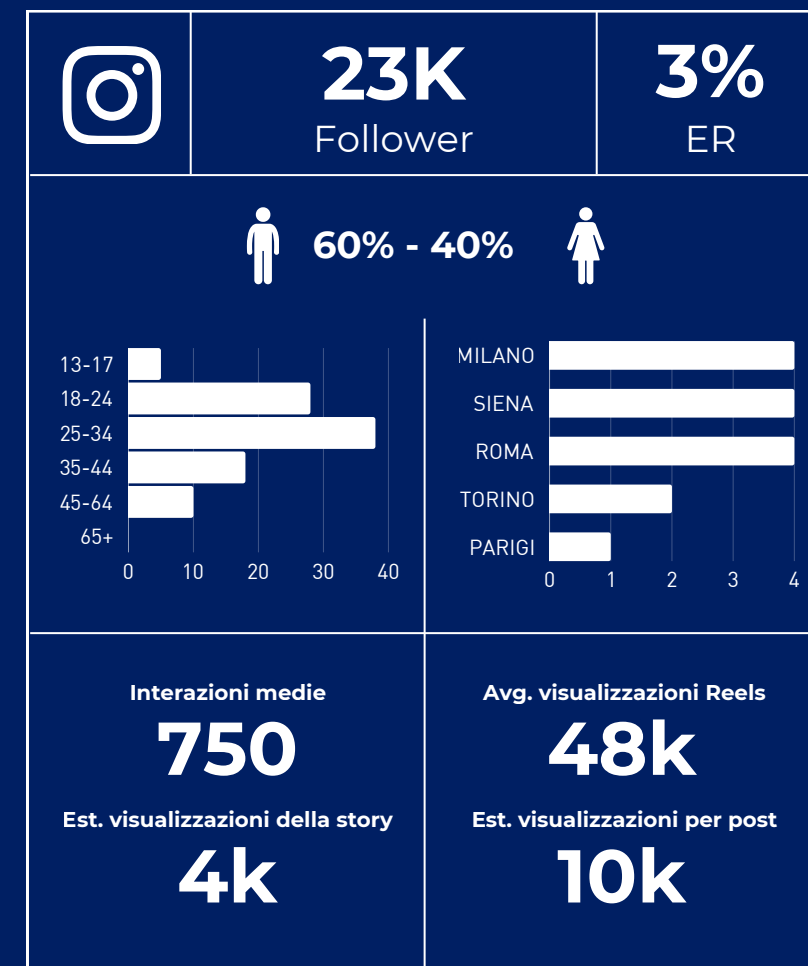 23K
Follower
3%
ER
60% - 40%
13-17
18-24
25-34
35-44
45-64
65+
0 10 20 30 40
MILANO
SIENA
ROMA
TORINO
PARIGI
0 1 2 3 4
Interazioni medie
750
Est. visualizzazioni della story
4k
Avg. visualizzazioni Reels
48k
Est. visualizzazioni per post
10k